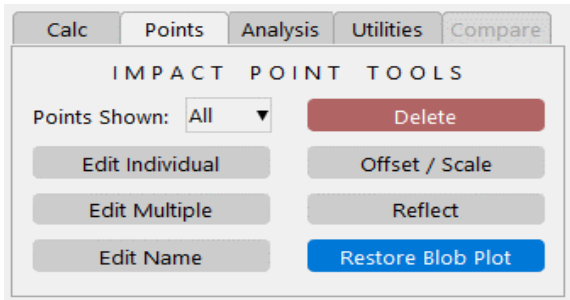 Calc Points Analysis Utilities Compare
IMPACT POINT TOOLS
Points Shown: All ▼ Delete
Edit Individual Offset / Scale
Edit Multiple Reflect
Edit Name Restore Blob Plot